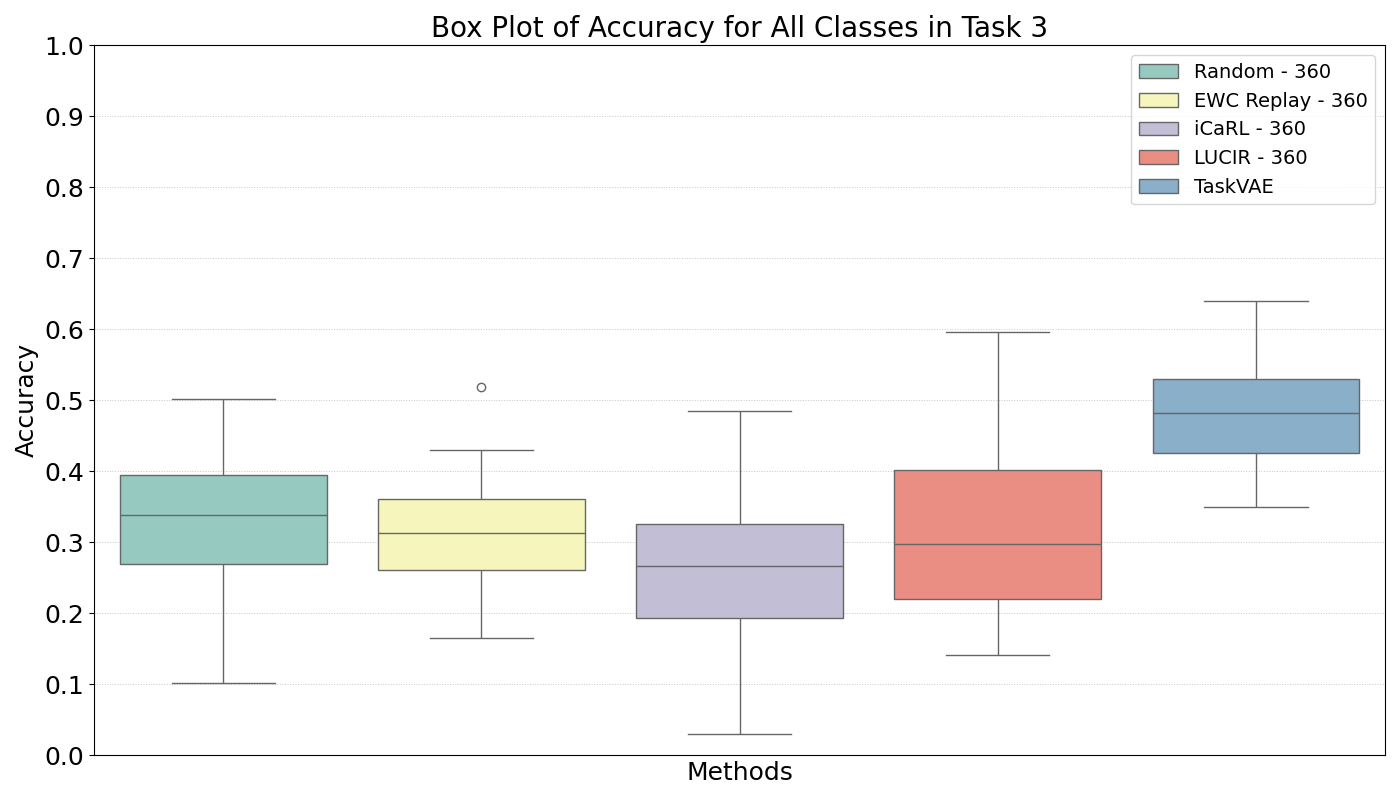 Box Plot of Accuracy for All Classes in Task 3
1.0
0.9
0.8
0.7
0.6
0.5
0.4
0.3
0.2
0.1
0.0
Accuracy
Methods
Random - 360
EWC Replay - 360
iCaRL - 360
LUCIR - 360
TaskVAE